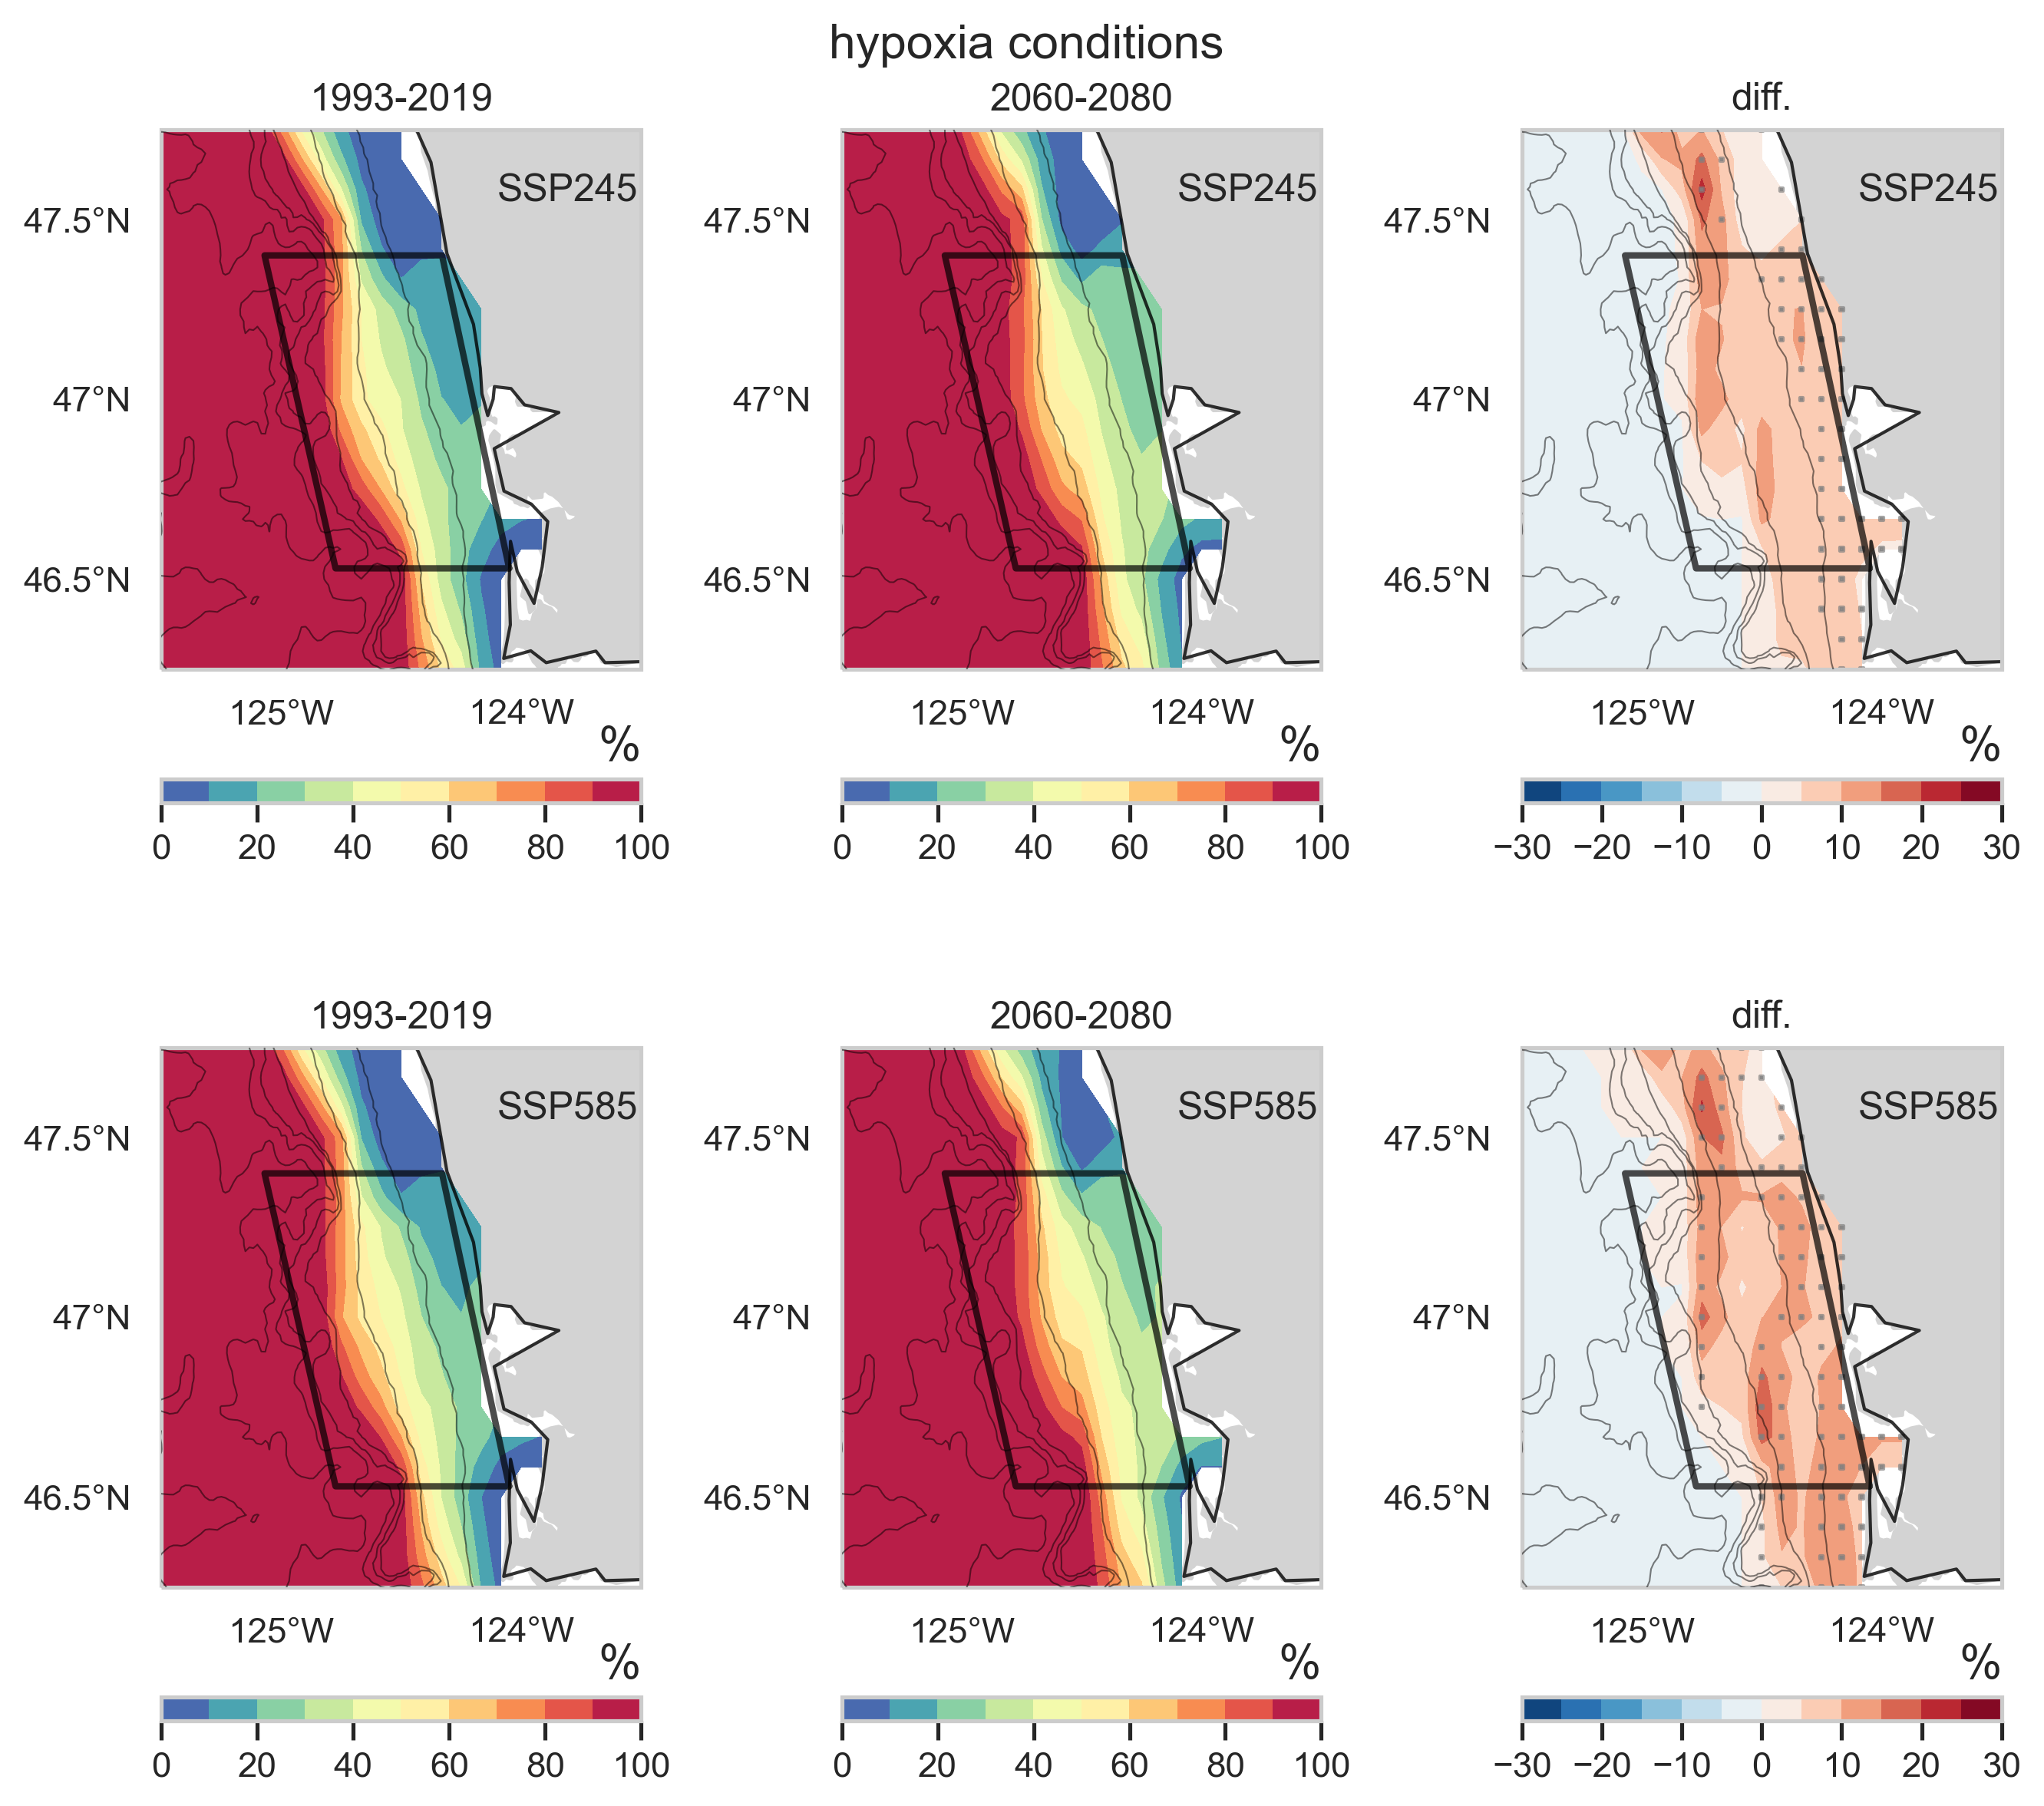 hypoxia conditions
1993-2019 2060-2080 diff.
SSP245 SSP245 SSP245
47.5°N 47.5°N 47.5°N
47°N 47°N 47°N
46.5°N 46.5°N 46.5°N
125°W 124°W 125°W 124°W 125°W 124°W
% % %
0 20 40 60 80 100 0 20 40 60 80 100 −30 −20 −10 0 10 20 30
1993-2019 2060-2080 diff.
SSP585 SSP585 SSP585
47.5°N 47.5°N 47.5°N
47°N 47°N 47°N
46.5°N 46.5°N 46.5°N
125°W 124°W 125°W 124°W 125°W 124°W
% % %
0 20 40 60 80 100 0 20 40 60 80 100 −30 −20 −10 0 10 20 30